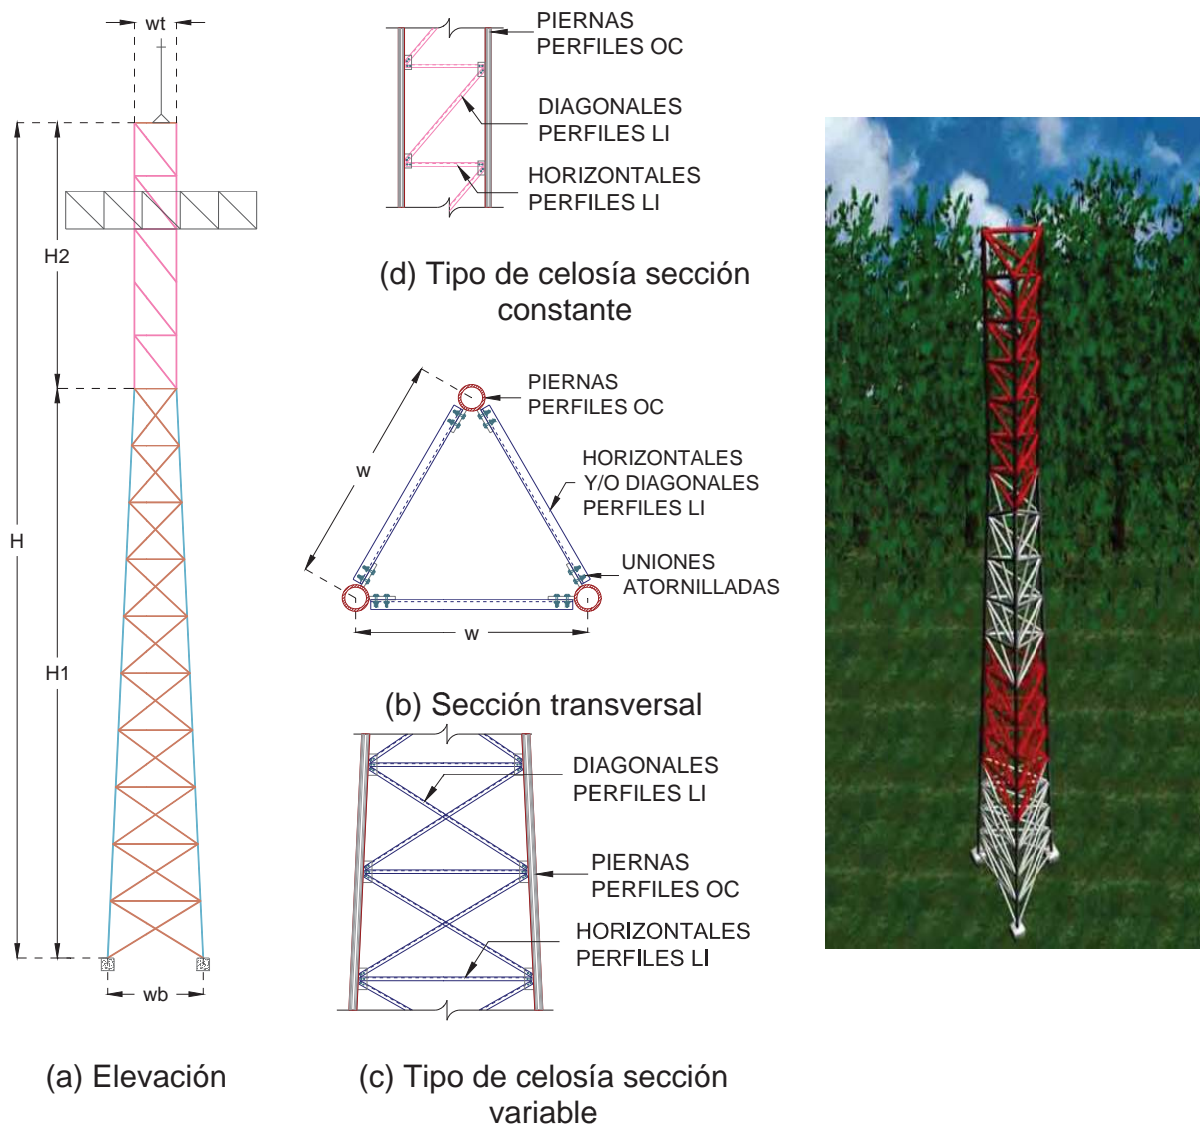 wt
H
H2
H1
wb
(a) Elevación
PIERNAS
PERFILES OC
DIAGONALES
PERFILES LI
HORIZONTALES
PERFILES LI
(d) Tipo de celosía sección
constante
PIERNAS
PERFILES OC
w
HORIZONTALES
Y/O DIAGONALES
PERFILES LI
UNIONES
ATORNILLADAS
w
(b) Sección transversal
DIAGONALES
PERFILES LI
PIERNAS
PERFILES OC
HORIZONTALES
PERFILES LI
(c) Tipo de celosía sección
variable